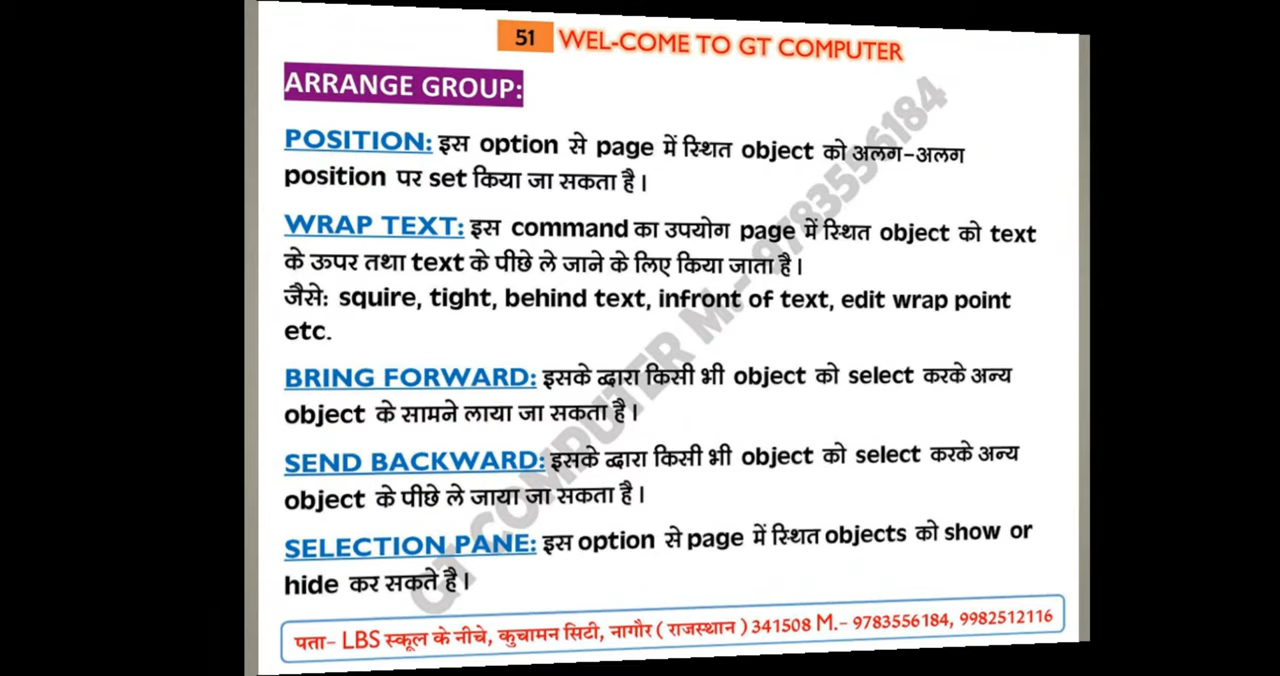 51 WEL-COME TO GT COMPUTER
ARRANGE GROUP:
POSITION: इस option से page में स्थित object को अलग-अलग
position पर set किया जा सकता है।
WRAP TEXT: इस command का उपयोग page में स्थित object को text
के ऊपर तथा text के पीछे ले जाने के लिए किया जाता है।
जैसे: squire, tight, behind text, infront of text, edit wrap point
etc.
BRING FORWARD: इसके द्वारा किसी भी object को select करके अन्य
object के सामने लाया जा सकता है।
SEND BACKWARD: इसके द्वारा किसी भी object को select करके अन्य
object के पीछे ले जाया जा सकता है।
SELECTION PANE: इस option से page में स्थित objects को show or
hide कर सकते है।
GT COMPUTER M.- 9783556184
पता- LBS स्कूल के नीचे, कुचामन सिटी, नागौर ( राजस्थान ) 341508 M.- 9783556184, 9982512116